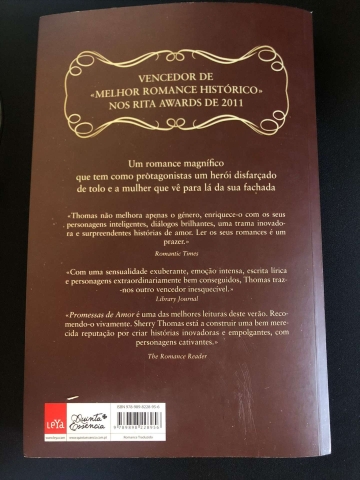 VENCEDOR DE
«MELHOR ROMANCE HISTÓRICO»
NOS RITA AWARDS DE 2011
Um romance magnífico
que tem como protagonistas um herói disfarçado
de tolo e a mulher que vê para lá da sua fachada
«Thomas não melhora apenas o género, enriquece-o com os seus
personagens inteligentes, diálogos brilhantes, uma trama inovado-
ra e surpreendentes histórias de amor. Ler os seus romances é um
prazer.»
Romantic Times
«Com uma sensualidade exuberante, emoção intensa, escrita lírica
e personagens extraordinariamente bem conseguidos, Thomas traz-
-nos outro vencedor inesquecível.»
Library Journal
«Promessas de Amor é uma das melhores leituras deste verão. Reco-
mendo-o vivamente. Sherry Thomas está a construir uma bem mere-
cida reputação por criar histórias inovadoras e empolgantes, com
personagens cativantes.»
The Romance Reader
LEYA
Quinta
Essência